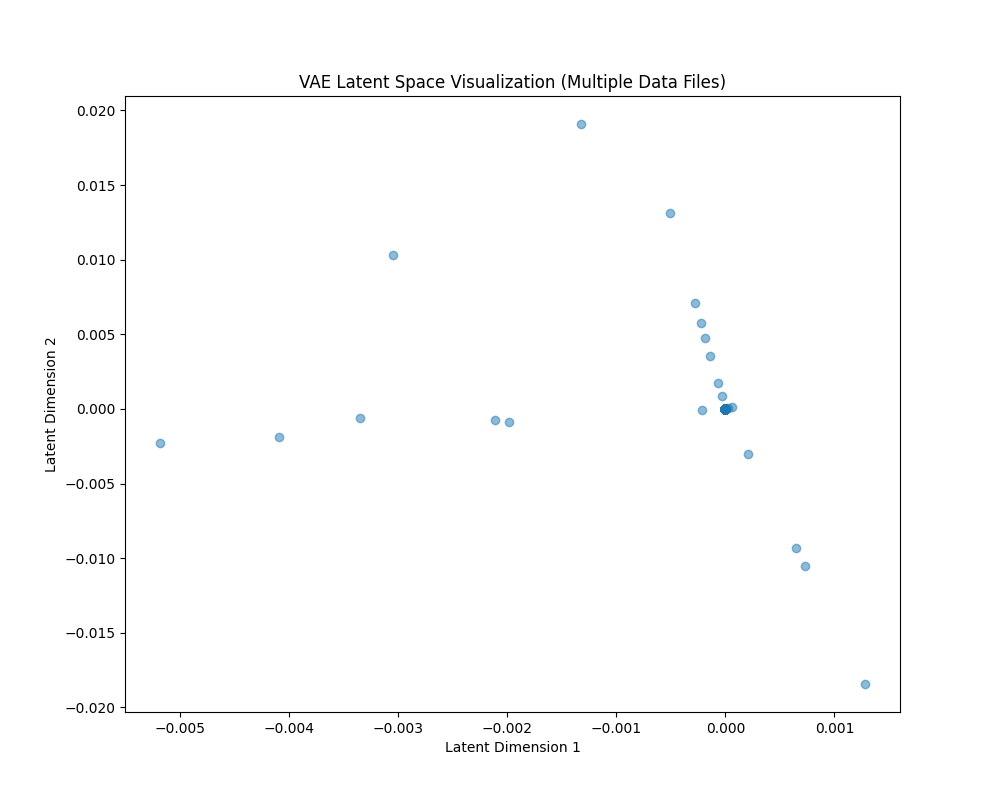 VAE Latent Space Visualization (Multiple Data Files)
0.020
0.015
0.010
0.005
0.000
−0.005
−0.010
−0.015
−0.020
Latent Dimension 2
−0.005 −0.004 −0.003 −0.002 −0.001 0.000 0.001
Latent Dimension 1